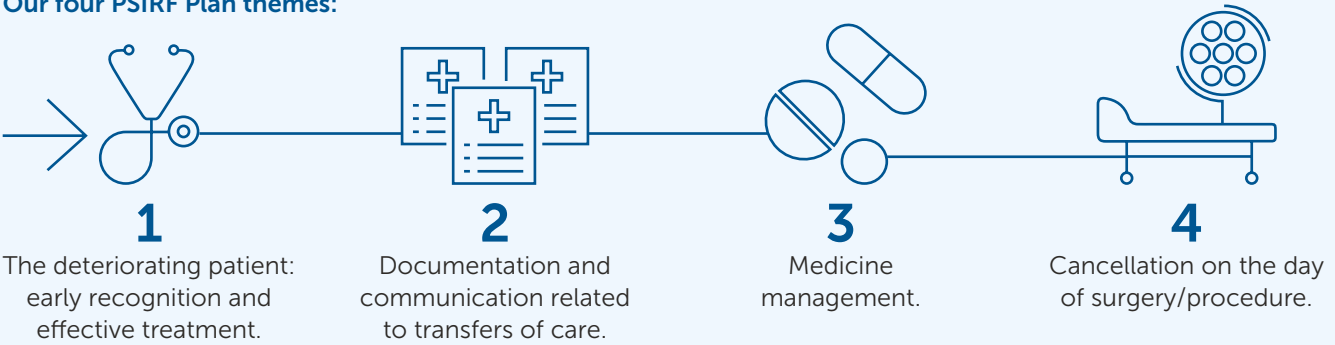 Our four PSIRF Plan themes:
1
The deteriorating patient:
early recognition and
effective treatment.
2
Documentation and
communication related
to transfers of care.
3
Medicine
management.
4
Cancellation on the day
of surgery/procedure.